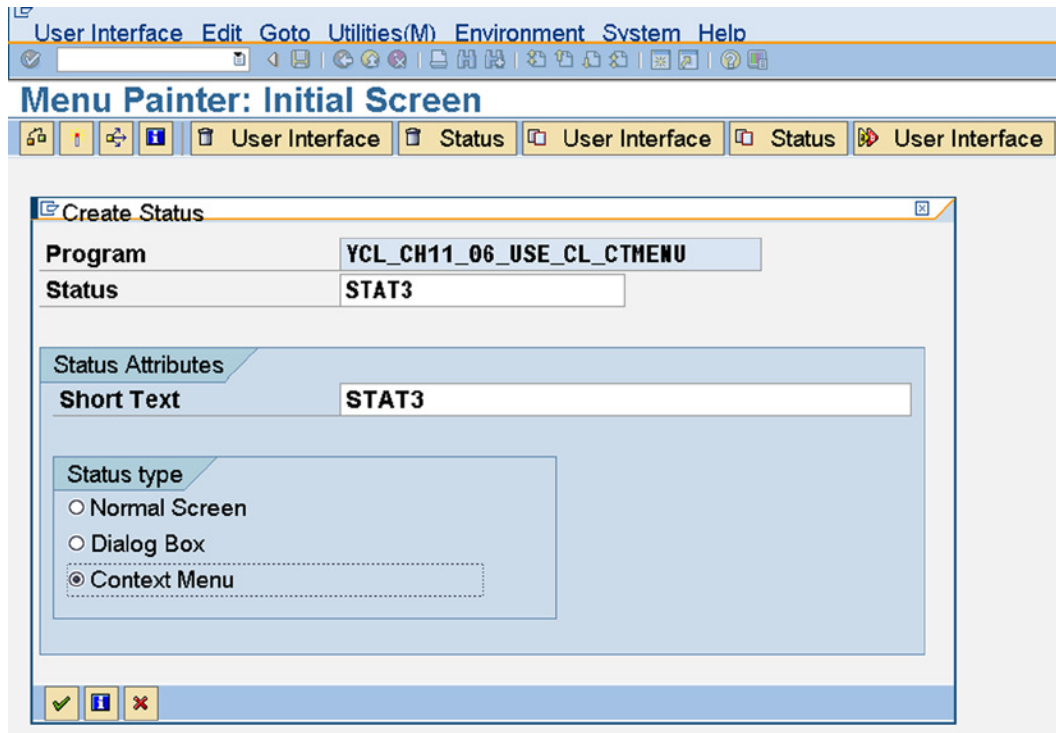 User Interface Edit Goto Utilities(M) Environment System Help
Menu Painter: Initial Screen
User Interface Status User Interface Status User Interface
Create Status
Program YCL_CH11_06_USE_CL_CTMENU
Status STAT3
Status Attributes
Short Text STAT3
Status type
Normal Screen
Dialog Box
Context Menu